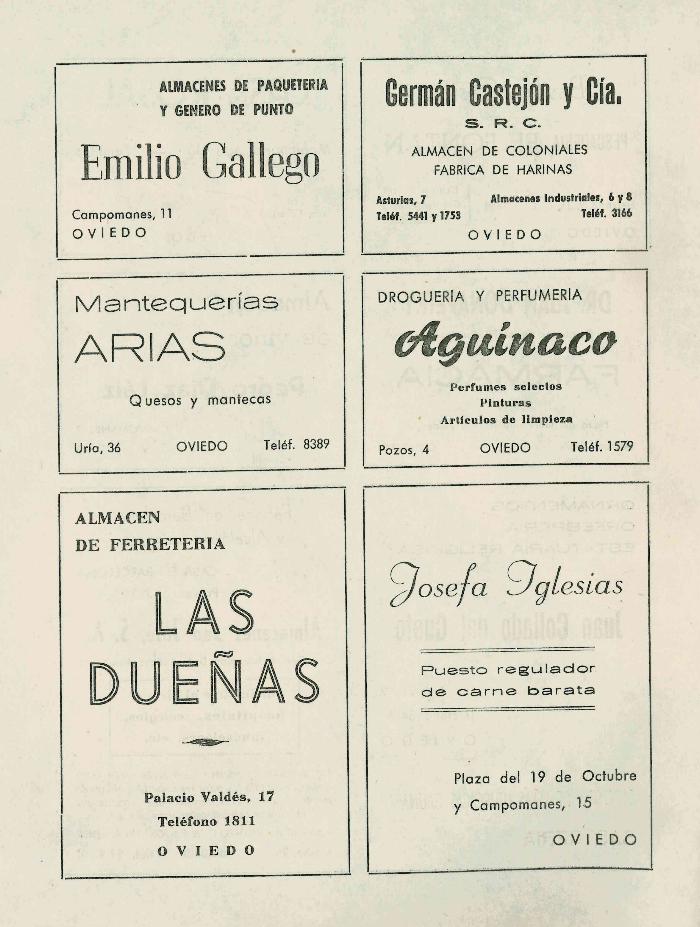 ALMACENES DE PAQUETERIA
Y GENERO DE PUNTO
Emilio Gallego
Campomanes, 11
OVIEDO
Germán Castejón y Cía.
S. R. C.
ALMACEN DE COLONIALES
FABRICA DE HARINAS
Asturias, 7 Almacenes Industriales, 6 y 8
Teléf. 5441 y 1753 Teléf. 3166
OVIEDO
Mantequerías
ARIAS
Quesos y mantecas
Uría, 36 OVIEDO Teléf. 8389
DROGUERÍA Y PERFUMERÍA
Aguínaco
Perfumes selectos
Pinturas
Artículos de limpieza
Pozos, 4 OVIEDO Teléf. 1579
ALMACEN
DE FERRETERIA
LAS
DUEÑAS
Palacio Valdés, 17
Teléfono 1811
OVIEDO
Josefa Iglesias
Puesto regulador
de carne barata
Plaza del 19 de Octubre
y Campomanes, 15
OVIEDO